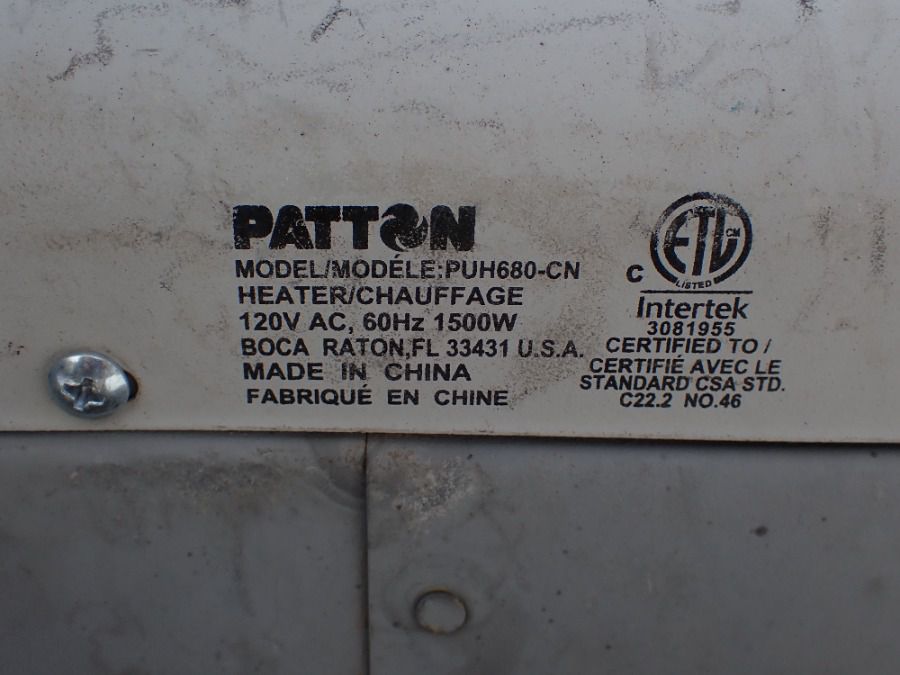 PATTON
MODEL/MODÉLE:PUH680-CN
HEATER/CHAUFFAGE
120V AC, 60Hz 1500W
BOCA RATON,FL 33431 U.S.A.
MADE IN CHINA
FABRIQUÉ EN CHINE
ETL CM
LISTED
C
Intertek
3081955
CERTIFIED TO /
CERTIFIÉ AVEC LE
STANDARD CSA STD.
C22.2 NO.46